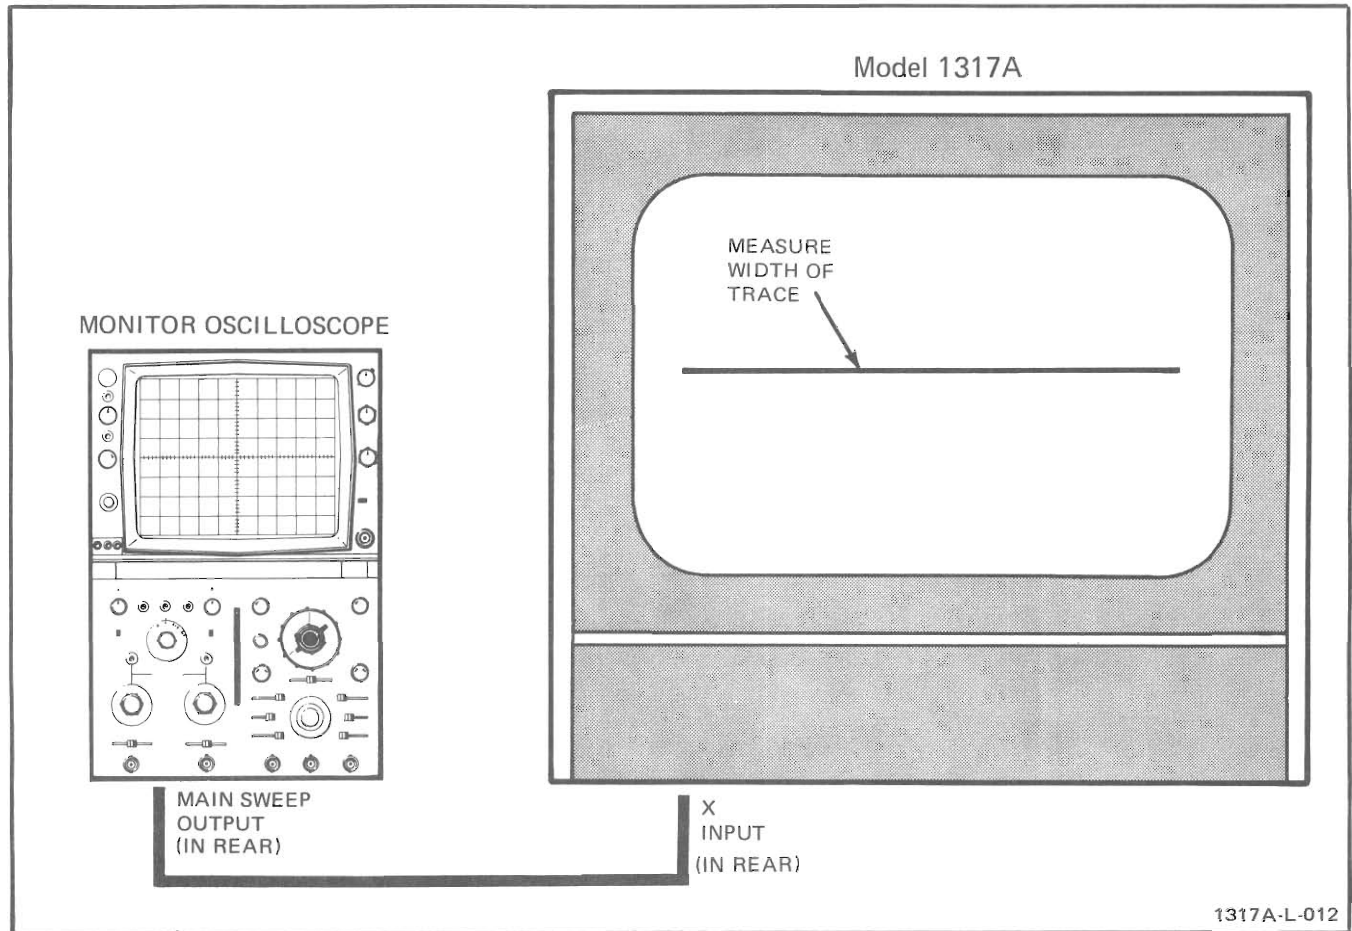 Model 1317A
MEASURE
WIDTH OF
TRACE
MONITOR OSCILLOSCOPE
MAIN SWEEP
OUTPUT
(IN REAR)
X
INPUT
(IN REAR)
1317A-L-012